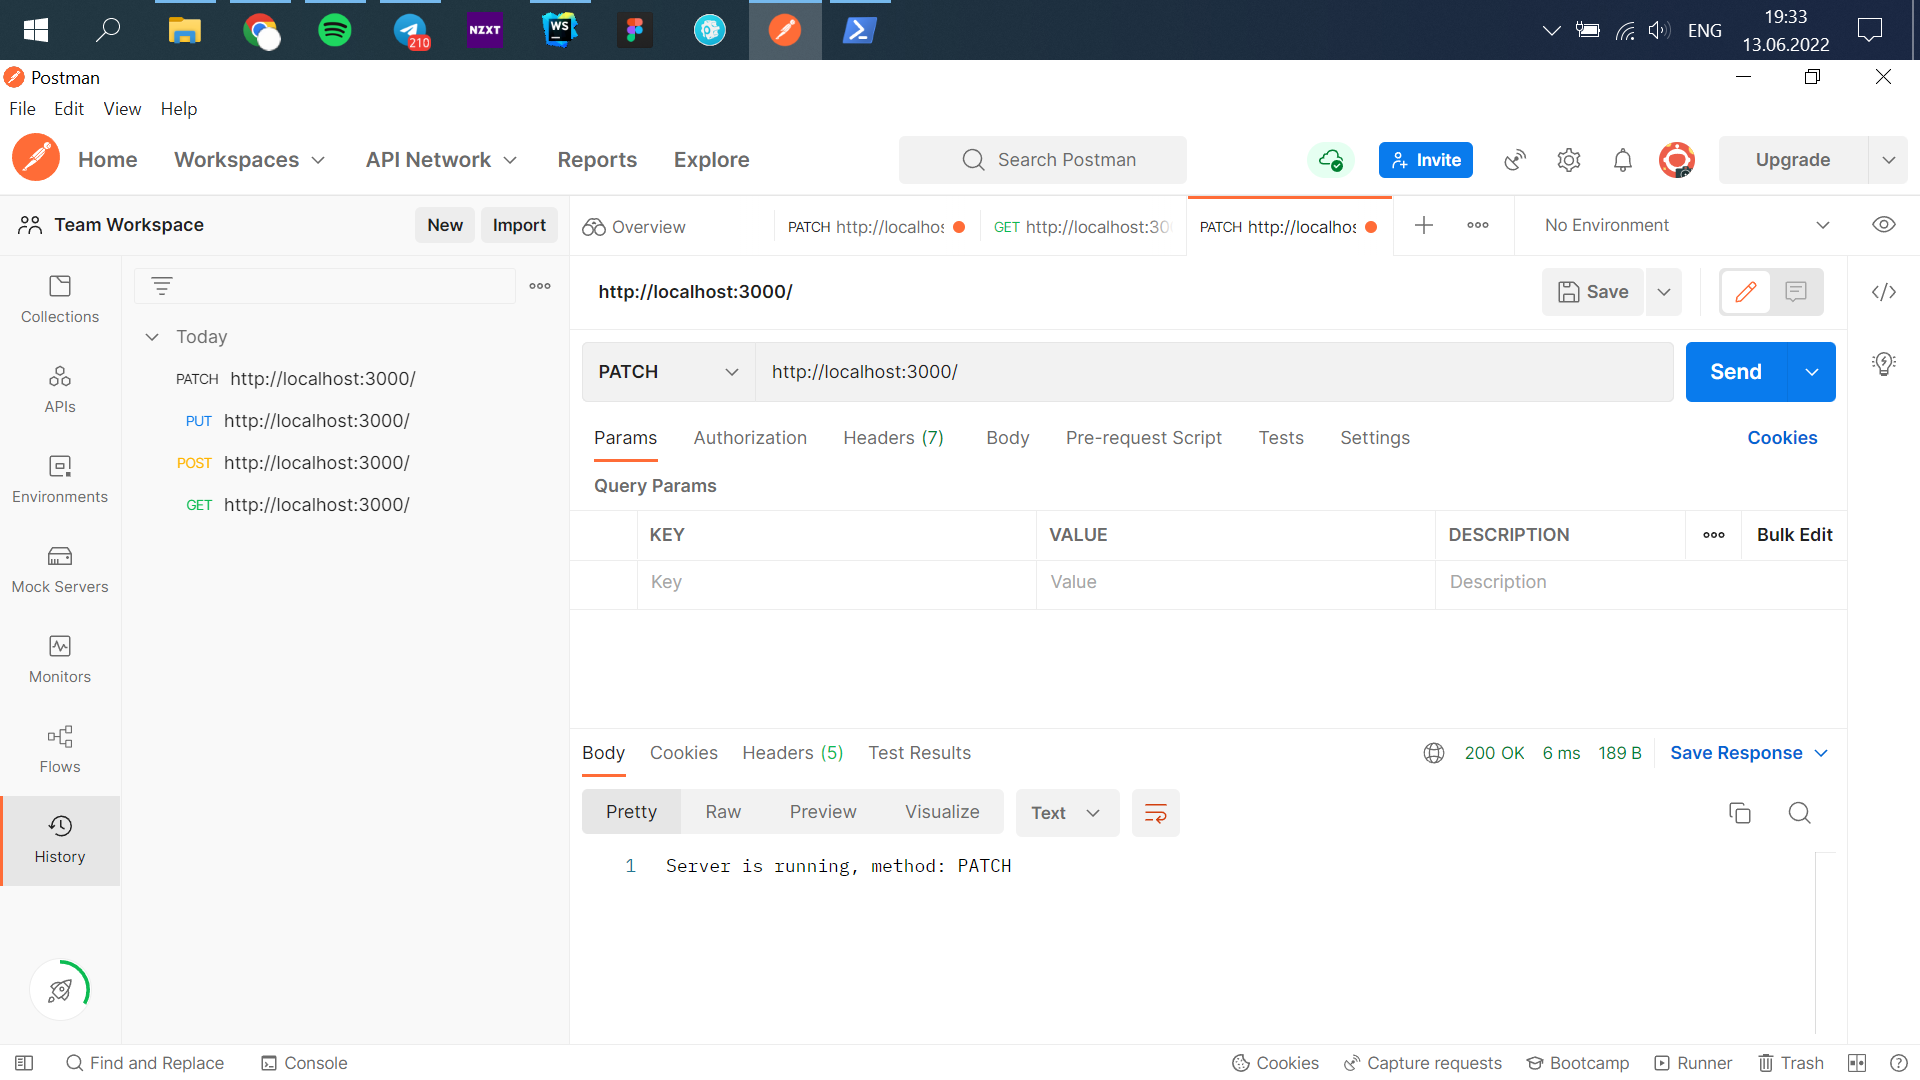 210
NZXT
WS
ENG
19:33
13.06.2022
Postman
File Edit View Help
Home Workspaces API Network Reports Explore
Search Postman
Invite
Upgrade
Team Workspace
New
Import
Overview
PATCH http://localhos
GET http://localhost:30
PATCH http://localhos
No Environment
Collections
APIs
Environments
Mock Servers
Monitors
Flows
History
Today
PATCH http://localhost:3000/
PUT http://localhost:3000/
POST http://localhost:3000/
GET http://localhost:3000/
http://localhost:3000/
Save
PATCH
http://localhost:3000/
Send
Params Authorization Headers (7) Body Pre-request Script Tests Settings
Cookies
Query Params
KEY VALUE DESCRIPTION Bulk Edit
Key Value Description
Body Cookies Headers (5) Test Results
200 OK 6 ms 189 B
Save Response
Pretty Raw Preview Visualize
Text
1 Server is running, method: PATCH
Find and Replace Console
Cookies Capture requests Bootcamp Runner Trash